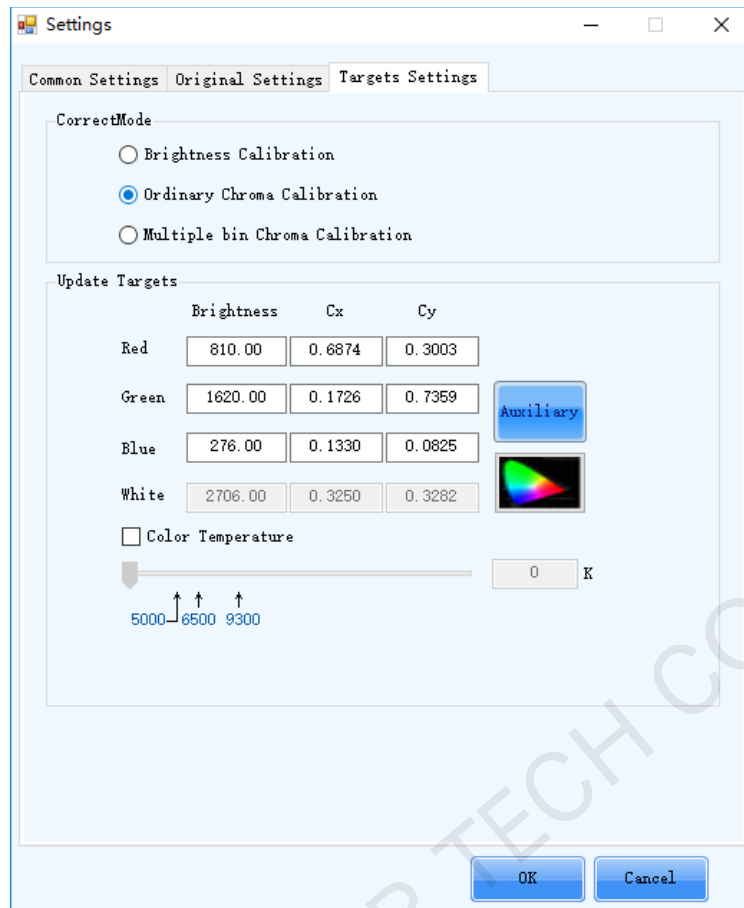 Settings
Common Settings Original Settings Targets Settings
CorrectMode
Brightness Calibration
Ordinary Chroma Calibration
Multiple bin Chroma Calibration
Update Targets
Brightness Cx Cy
Red 810.00 0.6874 0.3003
Green 1620.00 0.1726 0.7359
Auxiliary
Blue 276.00 0.1330 0.0825
White 2706.00 0.3250 0.3282
Color Temperature
0 K
5000 6500 9300
OK Cancel
TECH